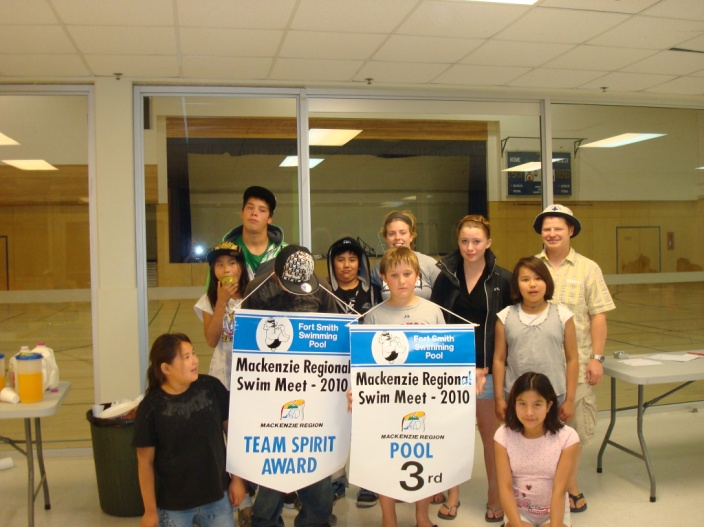 Fort Smith
Swimming
Pool
Mackenzie Regional
Swim Meet - 2010
MACKENZIE REGION
TEAM SPIRIT
AWARD
Fort Smith
Swimming
Pool
Mackenzie Regional
Swim Meet - 2010
MACKENZIE REGION
POOL
3rd